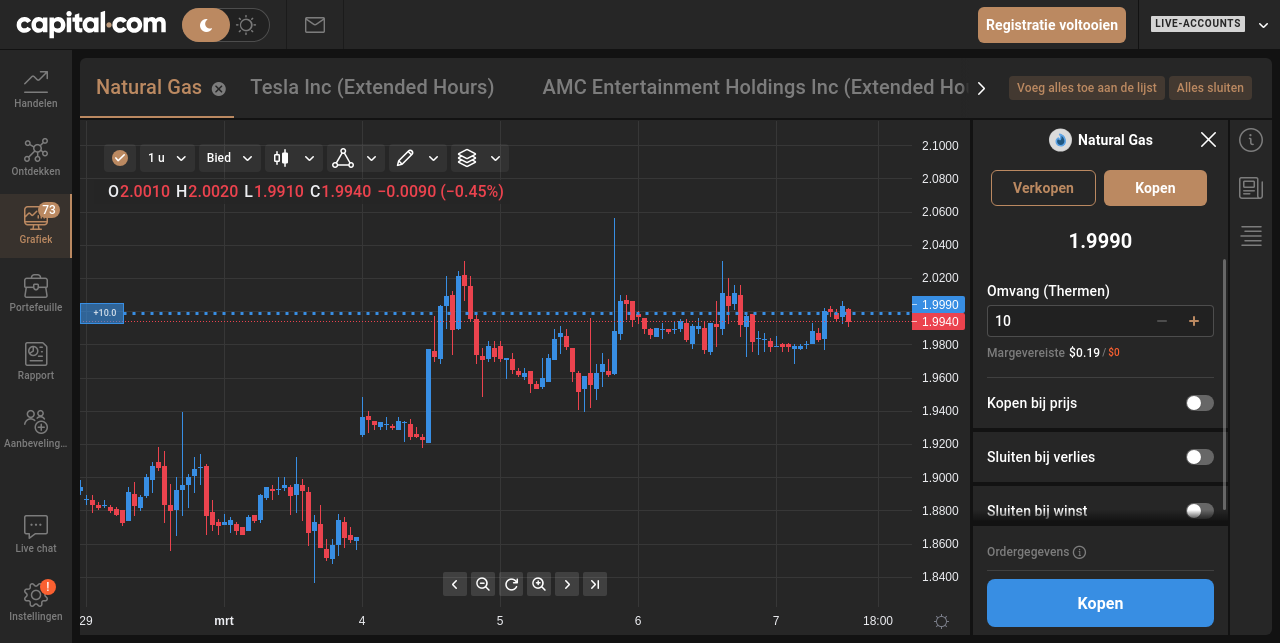 capital.com
Registratie voltooien
LIVE-ACCOUNTS
Handelen
Ontdekken
73
Grafiek
Portefeuille
Rapport
Aanbeveling...
Live chat
!
Instellingen
Natural Gas
Tesla Inc (Extended Hours)
AMC Entertainment Holdings Inc (Extended Ho
Voeg alles toe aan de lijst
Alles sluiten
1 u
Bied
O2.0010 H2.0020 L1.9910 C1.9940 −0.0090 (−0.45%)
+10.0
2.1000
2.0800
2.0600
2.0400
2.0200
1.9990
1.9940
1.9800
1.9600
1.9400
1.9200
1.9000
1.8800
1.8600
1.8400
29 mrt 4 5 6 7 18:00
Natural Gas
Verkopen
Kopen
1.9990
Omvang (Thermen)
10 − +
Margevereiste $0.19 / $0
Kopen bij prijs
Sluiten bij verlies
Sluiten bij winst
Ordergegevens i
Kopen